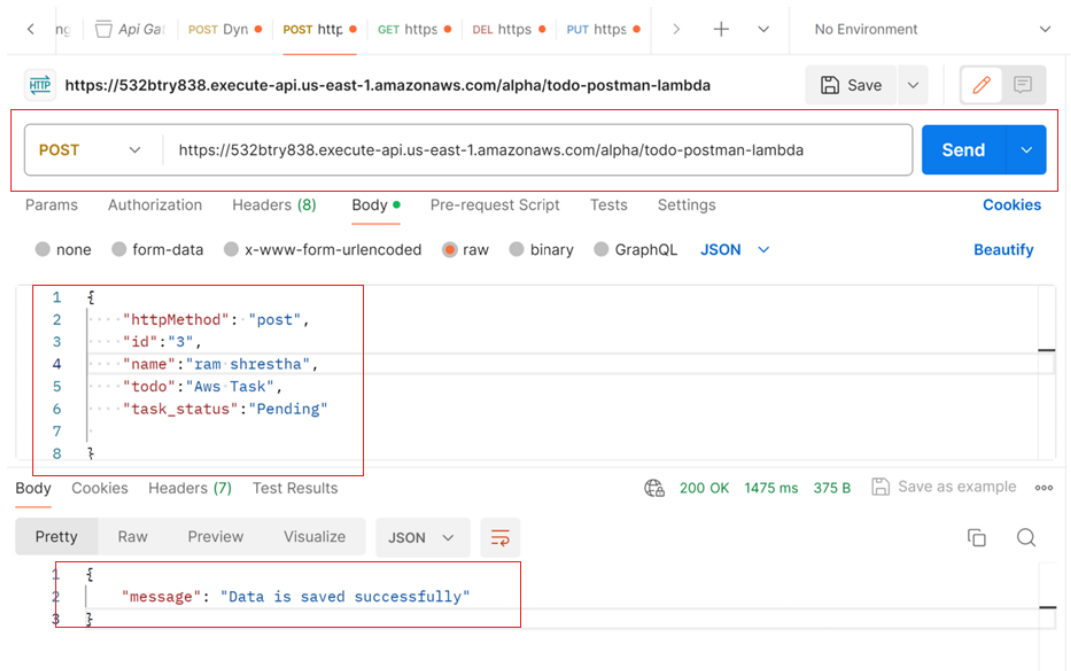 ng Api Ga POST Dyn POST http GET https DEL https PUT https No Environment
HTTP https://532btry838.execute-api.us-east-1.amazonaws.com/alpha/todo-postman-lambda Save
POST https://532btry838.execute-api.us-east-1.amazonaws.com/alpha/todo-postman-lambda Send
Params Authorization Headers (8) Body Pre-request Script Tests Settings Cookies
none form-data x-www-form-urlencoded raw binary GraphQL JSON Beautify
1 {
2 "httpMethod": "post",
3 "id":"3",
4 "name":"ram shrestha",
5 "todo":"Aws Task",
6 "task_status":"Pending"
7
8 }
Body Cookies Headers (7) Test Results 200 OK 1475 ms 375 B Save as example
Pretty Raw Preview Visualize JSON
1 {
2 "message": "Data is saved successfully"
3 }